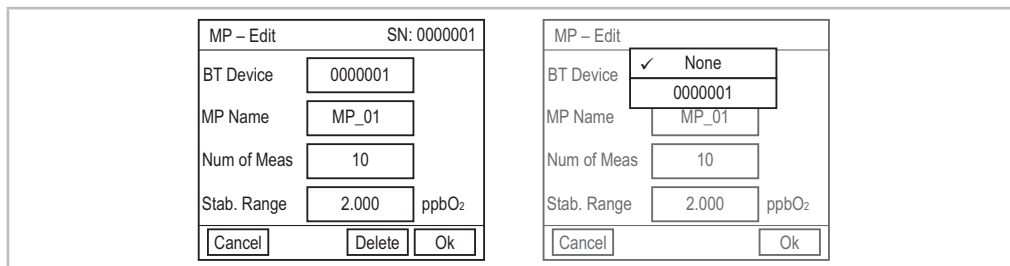 MP – Edit SN: 0000001
BT Device 0000001
MP Name MP_01
Num of Meas 10
Stab. Range 2.000 ppbO₂
Cancel Delete Ok
MP – Edit
✓ None
BT Device
0000001
MP Name MP_01
Num of Meas 10
Stab. Range 2.000 ppbO₂
Cancel Ok